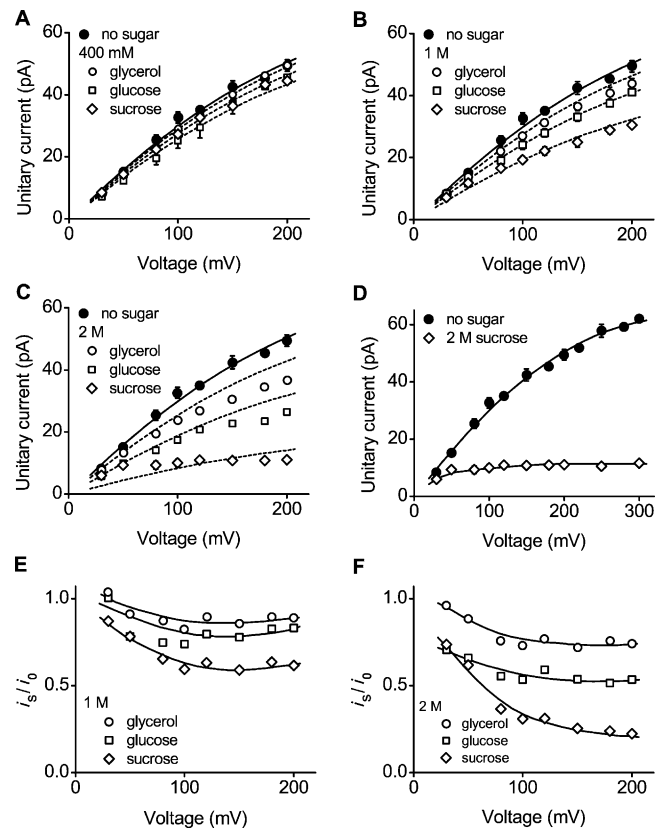 A
no sugar
400 mM
glycerol
glucose
sucrose
Unitary current (pA)
60
40
20
0
0
100
200
Voltage (mV)
B
no sugar
1 M
glycerol
glucose
sucrose
Unitary current (pA)
60
40
20
0
0
100
200
Voltage (mV)
C
no sugar
2 M
glycerol
glucose
sucrose
Unitary current (pA)
60
40
20
0
0
100
200
Voltage (mV)
D
no sugar
2 M sucrose
Unitary current (pA)
60
40
20
0
0
100
200
300
Voltage (mV)
E
is/i0
1.0
0.5
0.0
1 M
glycerol
glucose
sucrose
0
100
200
Voltage (mV)
F
is/i0
1.0
0.5
0.0
2 M
glycerol
glucose
sucrose
0
100
200
Voltage (mV)